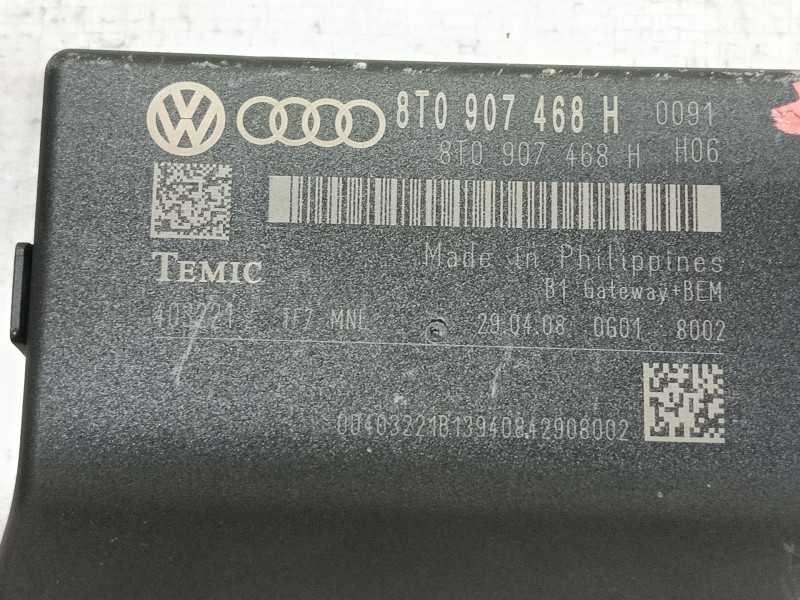 8T0 907 468 H 0091
8T0 907 468 H H06
TEMIC
Made in Philippines
B1 Gateway+BEM
403221 TF2 MNL 29.04.08 0G01 8002
00403221B13940842908002